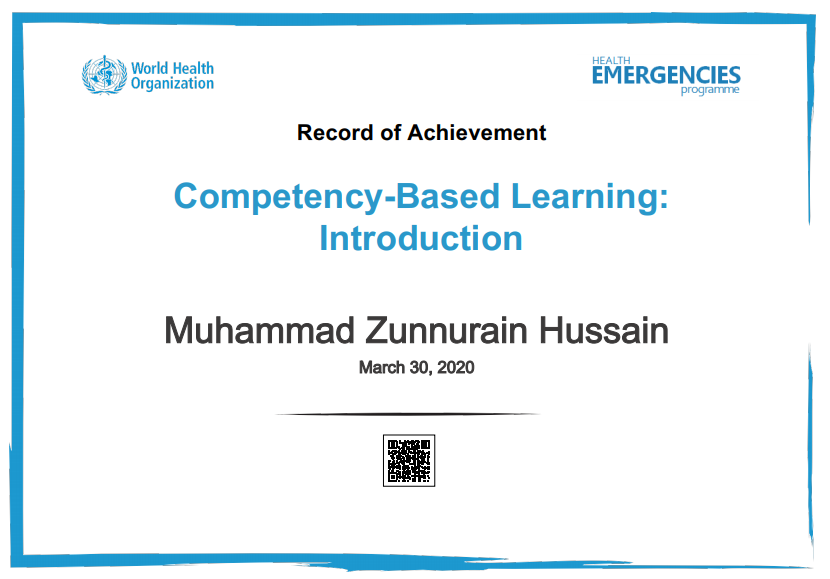 World Health
Organization
HEALTH
EMERGENCIES
programme
Record of Achievement
Competency-Based Learning:
Introduction
Muhammad Zunnurain Hussain
March 30, 2020